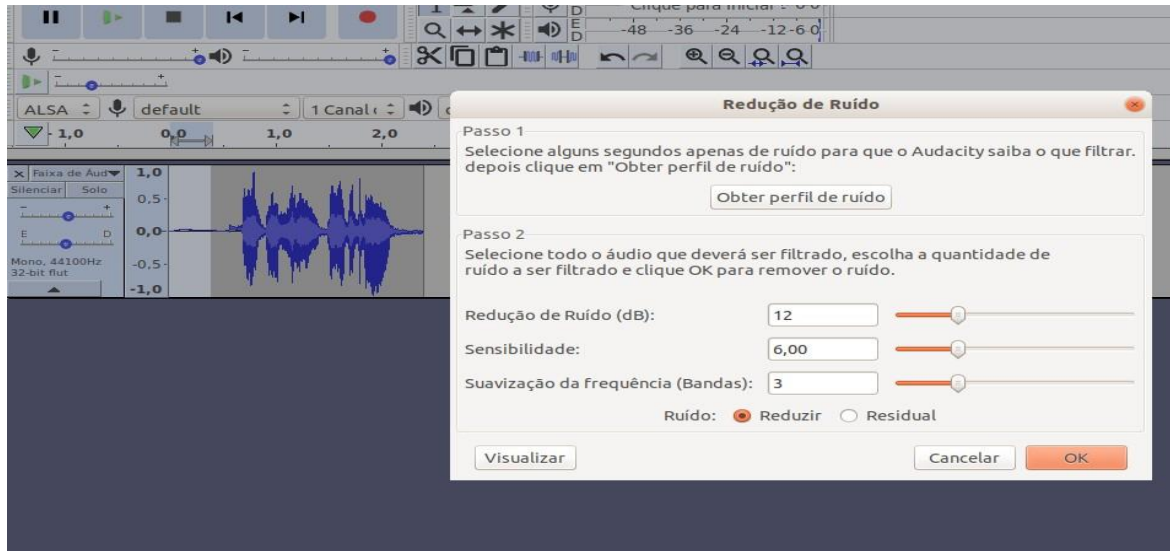 Clique para iniciar
E
D
-48 -36 -24 -12 -6 0
ALSA default 1 Canal
- 1,0 0,0 1,0 2,0
Redução de Ruído
Passo 1
Selecione alguns segundos apenas de ruído para que o Audacity saiba o que filtrar.
depois clique em "Obter perfil de ruído":
Obter perfil de ruído
Passo 2
Selecione todo o áudio que deverá ser filtrado, escolha a quantidade de
ruído a ser filtrado e clique OK para remover o ruído.
Redução de Ruído (dB): 12
Sensibilidade: 6,00
Suavização da frequência (Bandas): 3
Ruído: Reduzir Residual
Visualizar Cancelar OK
x Faixa de Áud
Silenciar Solo
- +
E D
Mono, 44100Hz
32-bit flut
1,0
0,5
0,0
-0,5
-1,0